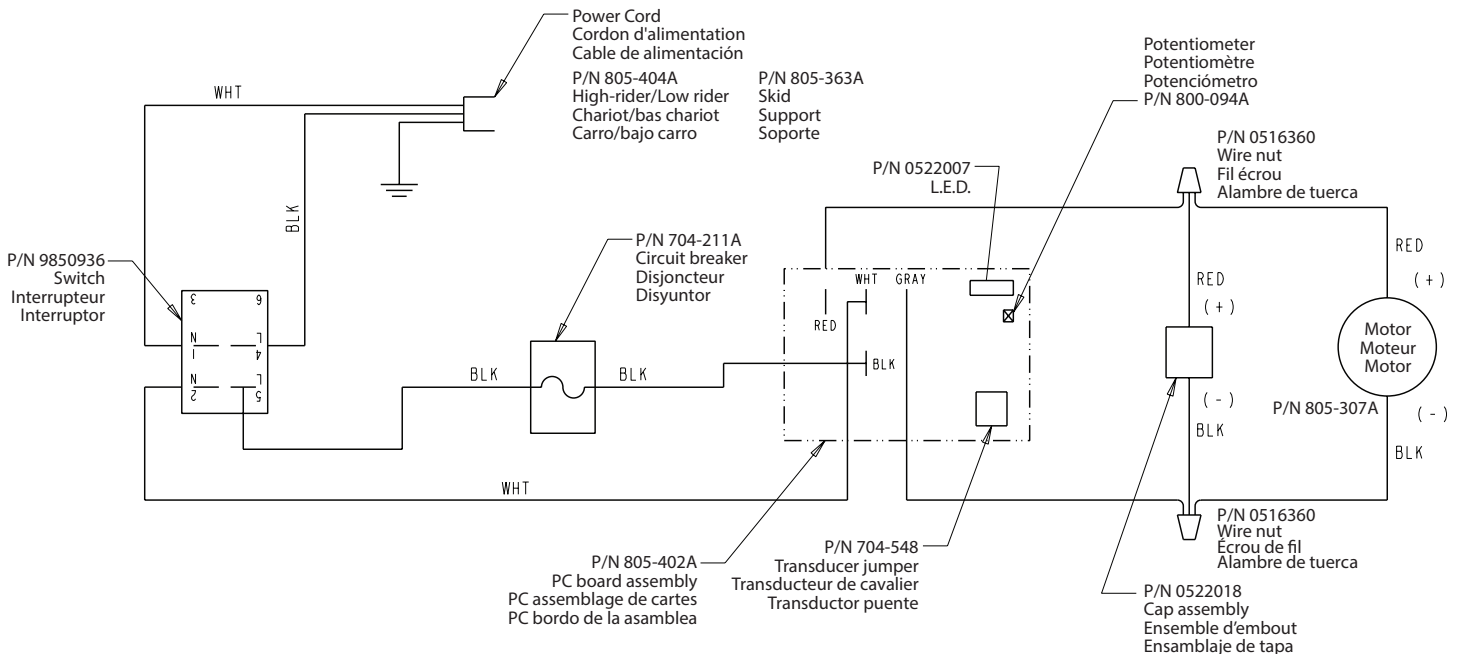 Power Cord
Cordon d'alimentation
Cable de alimentación
P/N 805-404A
High-rider/Low rider
Chariot/bas chariot
Carro/bajo carro
P/N 805-363A
Skid
Support
Soporte
WHT
BLK
Potentiometer
Potentiomètre
Potenciómetro
P/N 800-094A
P/N 0516360
Wire nut
Fil écrou
Alambre de tuerca
P/N 0522007
L.E.D.
P/N 9850936
Switch
Interrupteur
Interruptor
3
6
N
L
1
4
N
L
2
5
P/N 704-211A
Circuit breaker
Disjoncteur
Disyuntor
BLK
BLK
WHT
GRAY
RED
BLK
RED
(+)
RED
(+)
Motor
Moteur
Motor
P/N 805-307A
(-)
BLK
(-)
BLK
WHT
P/N 805-402A
PC board assembly
PC assemblage de cartes
PC bordo de la asamblea
P/N 704-548
Transducer jumper
Transducteur de cavalier
Transductor puente
P/N 0516360
Wire nut
Écrou de fil
Alambre de tuerca
P/N 0522018
Cap assembly
Ensemble d'embout
Ensamblaje de tapa